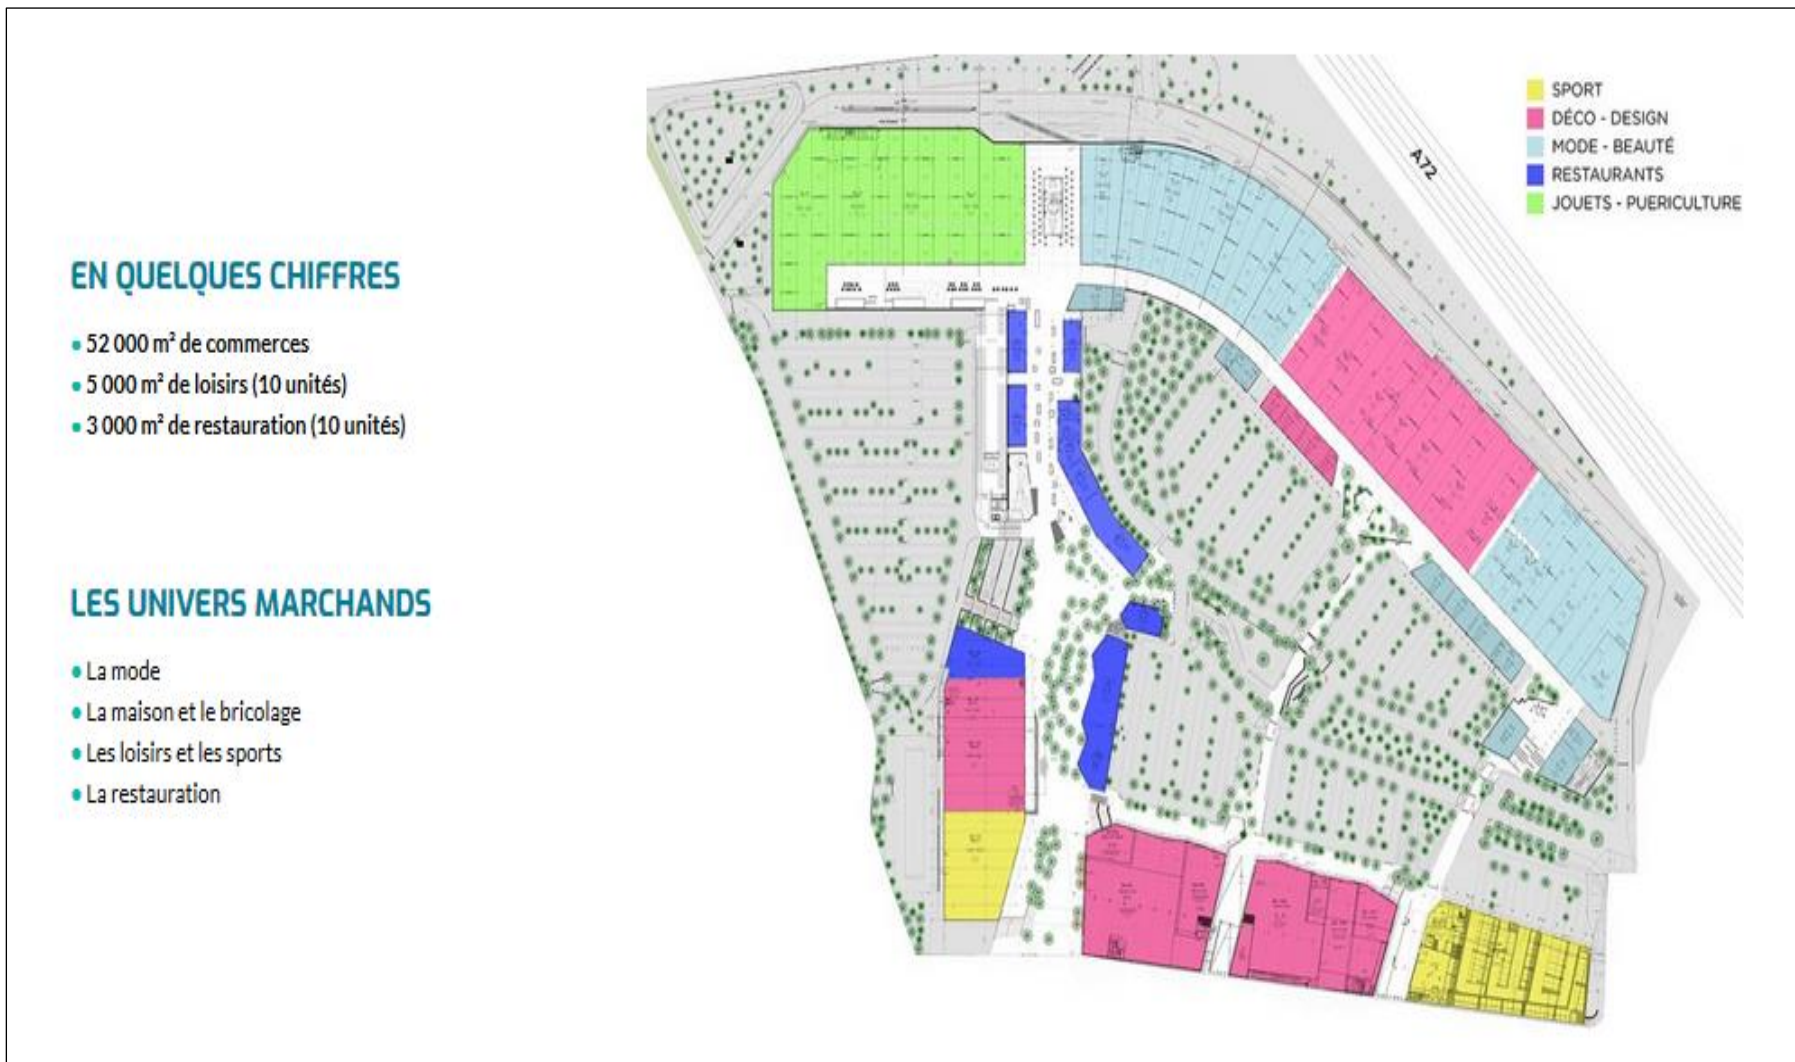 EN QUELQUES CHIFFRES
• 52 000 m² de commerces
• 5 000 m² de loisirs (10 unités)
• 3 000 m² de restauration (10 unités)
LES UNIVERS MARCHANDS
• La mode
• La maison et le bricolage
• Les loisirs et les sports
• La restauration
SPORT
DÉCO - DESIGN
MODE - BEAUTÉ
RESTAURANTS
JOUETS - PUERICULTURE
A72